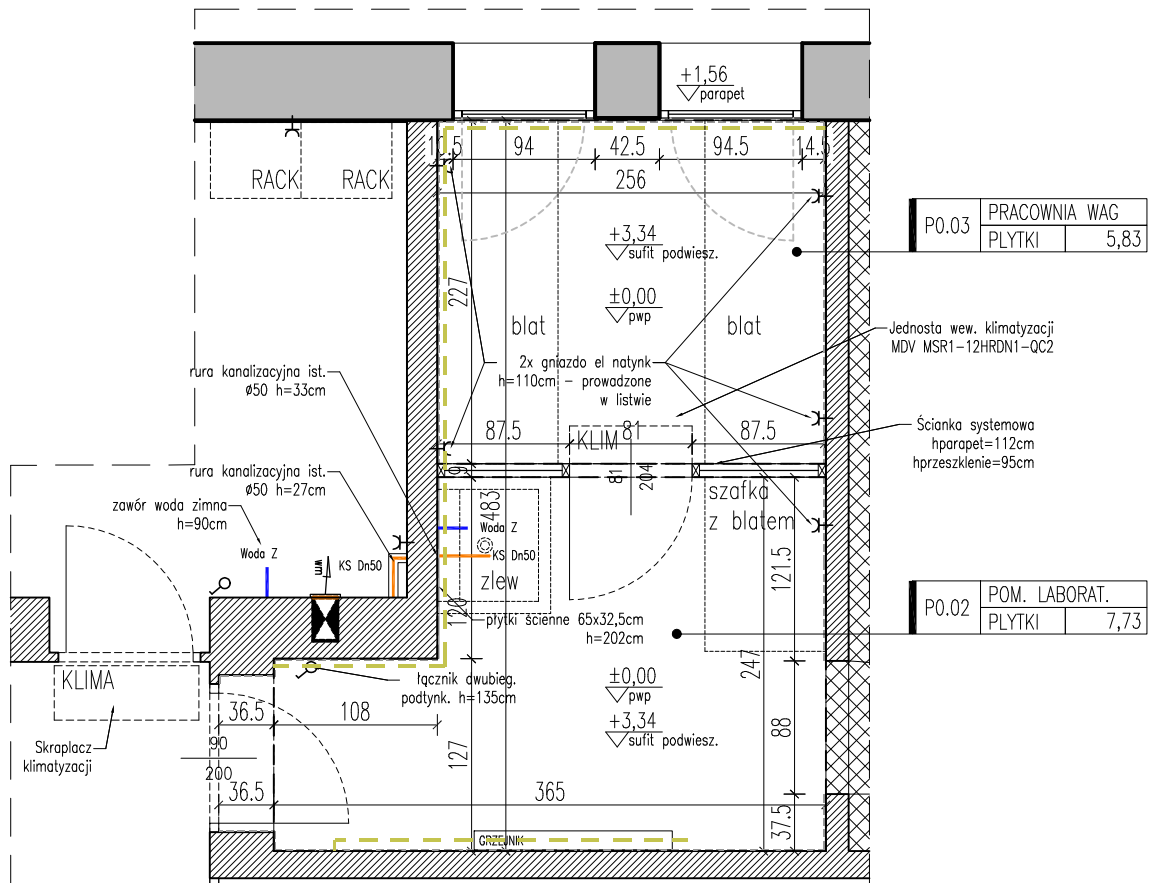 +1,56
parapet
94
42.5
94.5
14.5
RACK
RACK
256
P0.03
PRACOWNIA WAG
PLYTKI
5,83
+3,34
sufit podwiesz.
227
±0,00
pwp
blat
blat
Jednosta wew. klimatyzacji
MDV MSR1-12HRDN1-QC2
2x gniazdo el natynk
h=110cm - prowadzone
w listwie
rura kanalizacyjna ist.
ø50 h=33cm
87.5
81
87.5
KLIM
Ścianka systemowa
hparapet=112cm
hprzeszklenie=95cm
9
81
204
rura kanalizacyjna ist.
ø50 h=27cm
szafka
z blatem
zawór woda zimna
h=90cm
483
Woda Z
Woda Z
KS Dn50
wm
KS Dn50
zlew
121.5
120
płytki ścienne 65x32,5cm
h=202cm
P0.02
POM. LABORAT.
PLYTKI
7,73
247
KLIMA
łącznik dwubieg.
podtynk. h=135cm
±0,00
pwp
+3,34
sufit podwiesz.
36.5
108
88
127
Skraplacz
klimatyzacji
90
200
36.5
365
37.5
GRZEJNIK